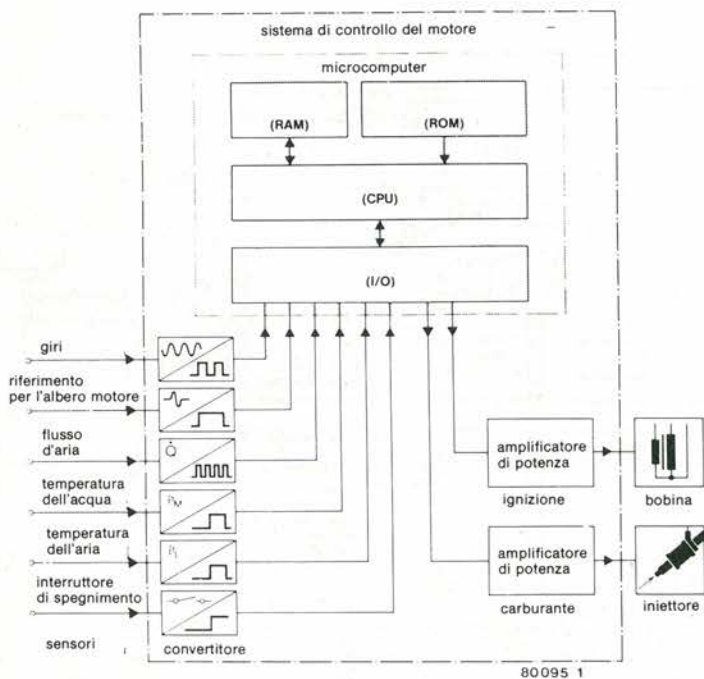 sistema di controllo del motore
microcomputer
(RAM)
(ROM)
(CPU)
(I/O)
giri
riferimento
per l'albero motore
flusso
d'aria
Q̇
temperatura
dell'acqua
temperatura
dell'aria
interruttore
di spegnimento
sensori
convertitore
amplificatore
di potenza
ignizione
bobina
amplificatore
di potenza
carburante
iniettore
80095 1